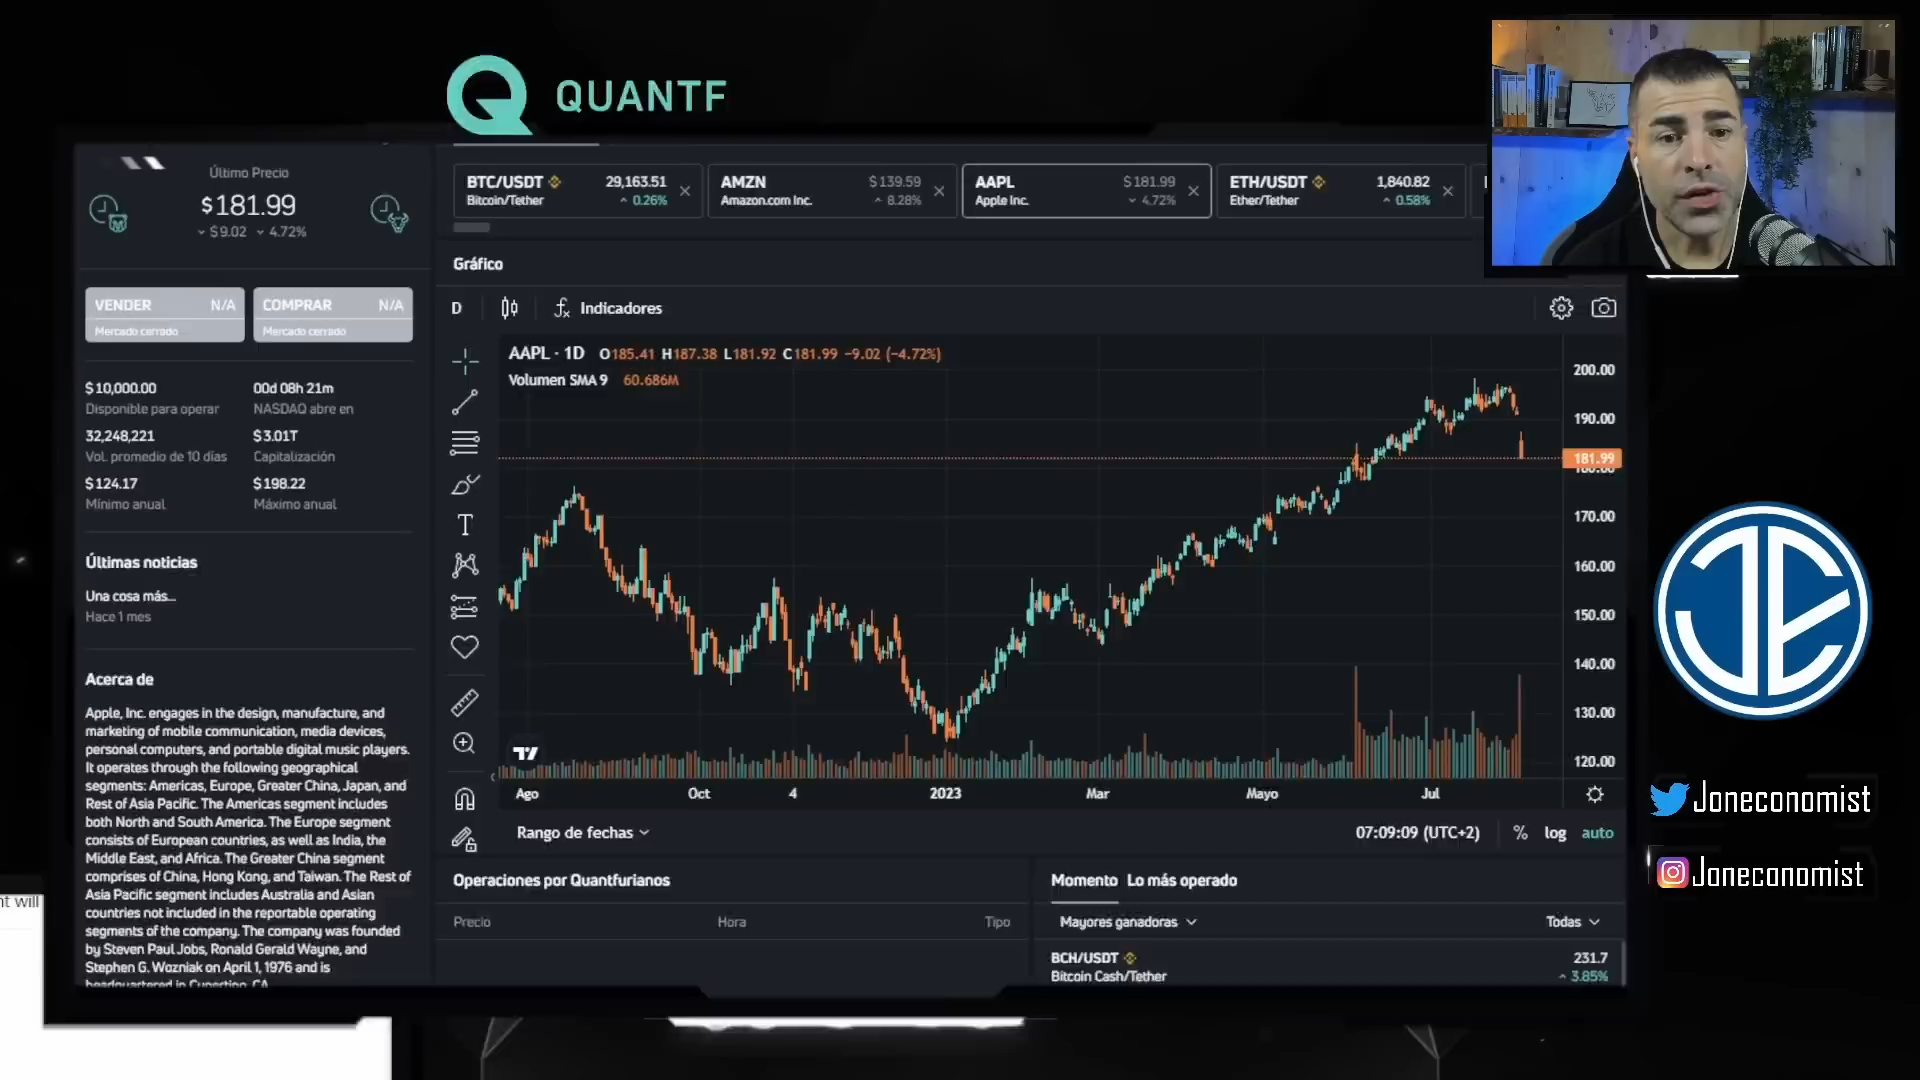 QUANTF
Último Precio
$181.99
$9.02 4.72%
VENDER N/A
Mercado cerrado
COMPRAR N/A
Mercado cerrado
$10,000.00
Disponible para operar
00d 08h 21m
NASDAQ abre en
32,248,221
Vol. promedio de 10 días
$3.01T
Capitalización
$124.17
Mínimo anual
$198.22
Máximo anual
Últimas noticias
Una cosa más...
Hace 1 mes
Acerca de
Apple, Inc. engages in the design, manufacture, and
marketing of mobile communication, media devices,
personal computers, and portable digital music players.
It operates through the following geographical
segments: Americas, Europe, Greater China, Japan, and
Rest of Asia Pacific. The Americas segment includes
both North and South America. The Europe segment
consists of European countries, as well as India, the
Middle East, and Africa. The Greater China segment
comprises of China, Hong Kong, and Taiwan. The Rest of
Asia Pacific segment includes Australia and Asian
countries not included in the reportable operating
segments of the company. The company was founded
by Steven Paul Jobs, Ronald Gerald Wayne, and
Stephen G. Wozniak on April 1, 1976 and is
headquartered in Cupertino, CA.
BTC/USDT 29,163.51
Bitcoin/Tether 0.26%
AMZN $139.59
Amazon.com Inc. 8.28%
AAPL $181.99
Apple Inc. 4.72%
ETH/USDT 1,840.82
Ether/Tether 0.58%
Gráfico
D Indicadores
AAPL · 1D O185.41 H187.38 L181.92 C181.99 −9.02 (−4.72%)
Volumen SMA 9 60.686M
200.00
190.00
181.99
180.00
170.00
160.00
150.00
140.00
130.00
120.00
Ago Oct 4 2023 Mar Mayo Jul
Rango de fechas 07:09:09 (UTC+2) % log auto
Operaciones por Quantfurianos
Precio Hora Tipo
Momento Lo más operado
Mayores ganadoras Todas
BCH/USDT 231.7
Bitcoin Cash/Tether 3.85%
JE
Joneconomist
Joneconomist
nt will